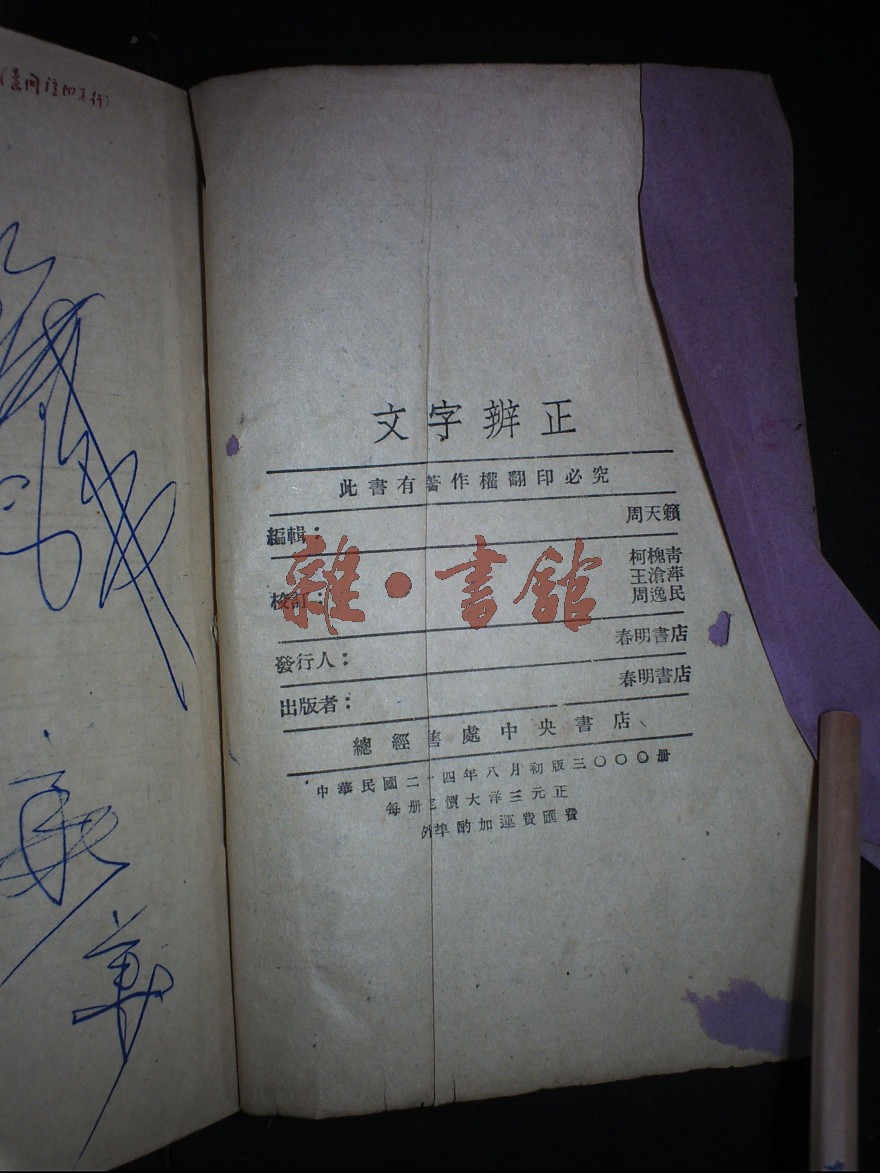 文字辨正
此書有著作權翻印必究
編輯： 周天籟
校訂： 柯槐青
王滄萍
周逸民
發行人： 春明書店
出版者： 春明書店
總經售處中央書店
中華民國二十四年八月初版三〇〇〇册
每册定價大洋三元正
外埠酌加運費匯費
雜·書館